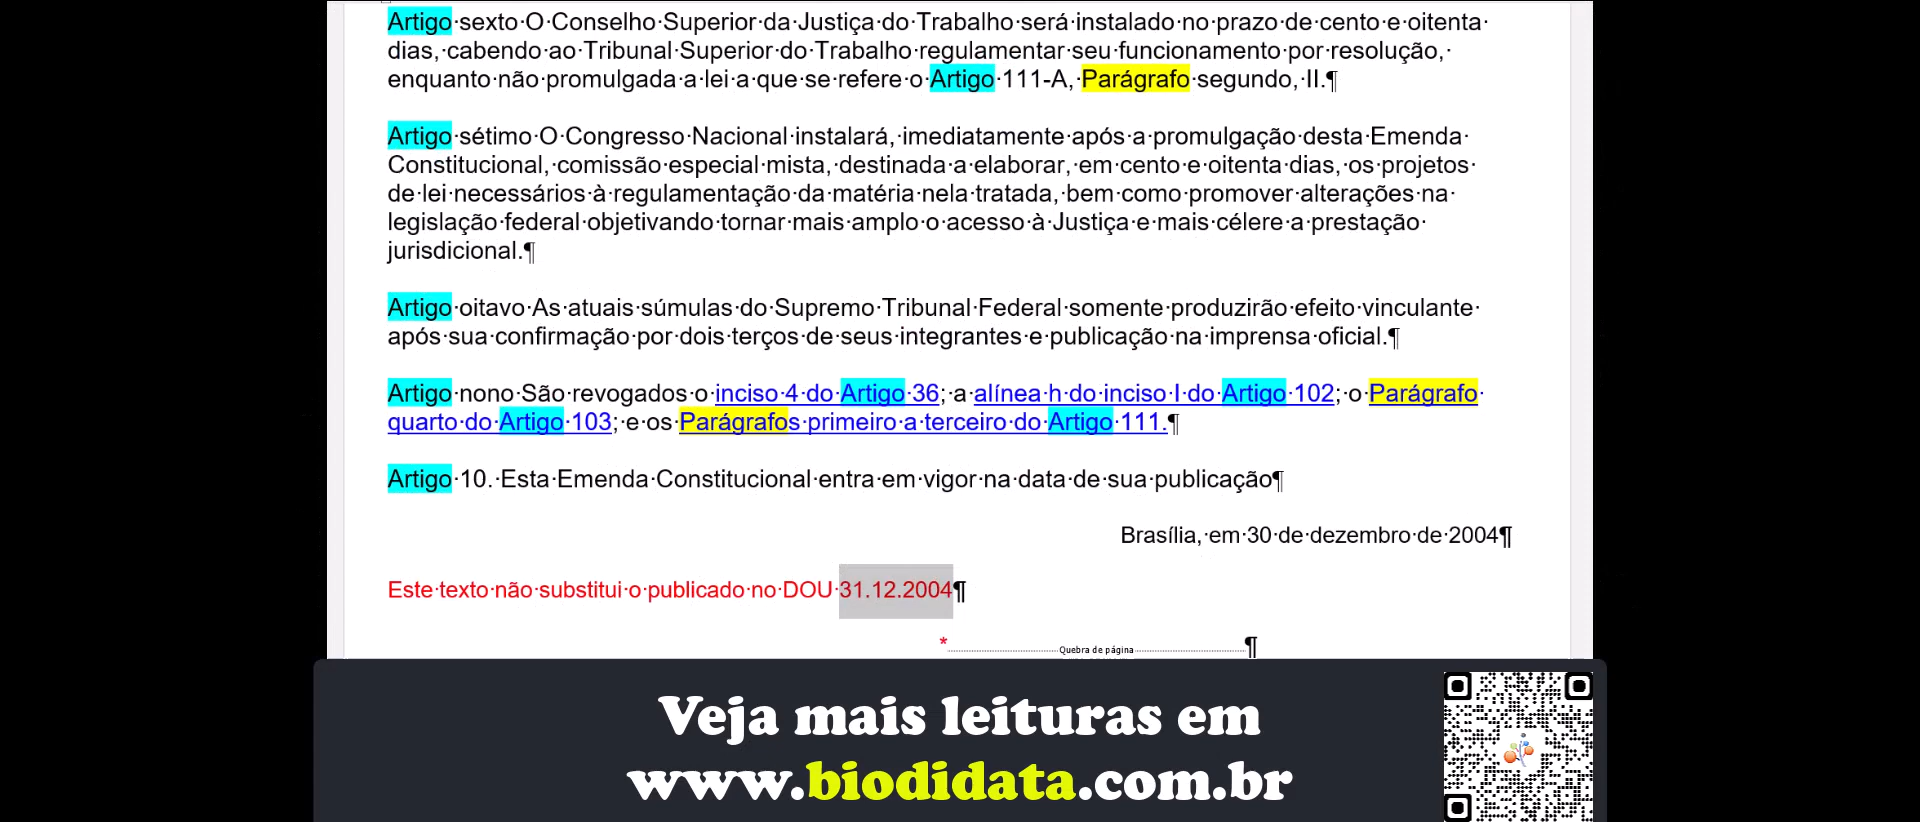 Artigo sexto O Conselho Superior da Justiça do Trabalho será instalado no prazo de cento e oitenta
dias, cabendo ao Tribunal Superior do Trabalho regulamentar seu funcionamento por resolução,
enquanto não promulgada a lei a que se refere o Artigo 111-A, Parágrafo segundo, II.¶
Artigo sétimo O Congresso Nacional instalará, imediatamente após a promulgação desta Emenda
Constitucional, comissão especial mista, destinada a elaborar, em cento e oitenta dias, os projetos
de lei necessários à regulamentação da matéria nela tratada, bem como promover alterações na
legislação federal objetivando tornar mais amplo o acesso à Justiça e mais célere a prestação
jurisdicional.¶
Artigo oitavo As atuais súmulas do Supremo Tribunal Federal somente produzirão efeito vinculante
após sua confirmação por dois terços de seus integrantes e publicação na imprensa oficial.¶
Artigo nono São revogados o inciso 4 do Artigo 36; a alínea h do inciso I do Artigo 102; o Parágrafo
quarto do Artigo 103; e os Parágrafos primeiro a terceiro do Artigo 111.¶
Artigo 10. Esta Emenda Constitucional entra em vigor na data de sua publicação¶
Brasília, em 30 de dezembro de 2004¶
Este texto não substitui o publicado no DOU 31.12.2004¶
* Quebra de página ¶
Veja mais leituras em
www.biodidata.com.br